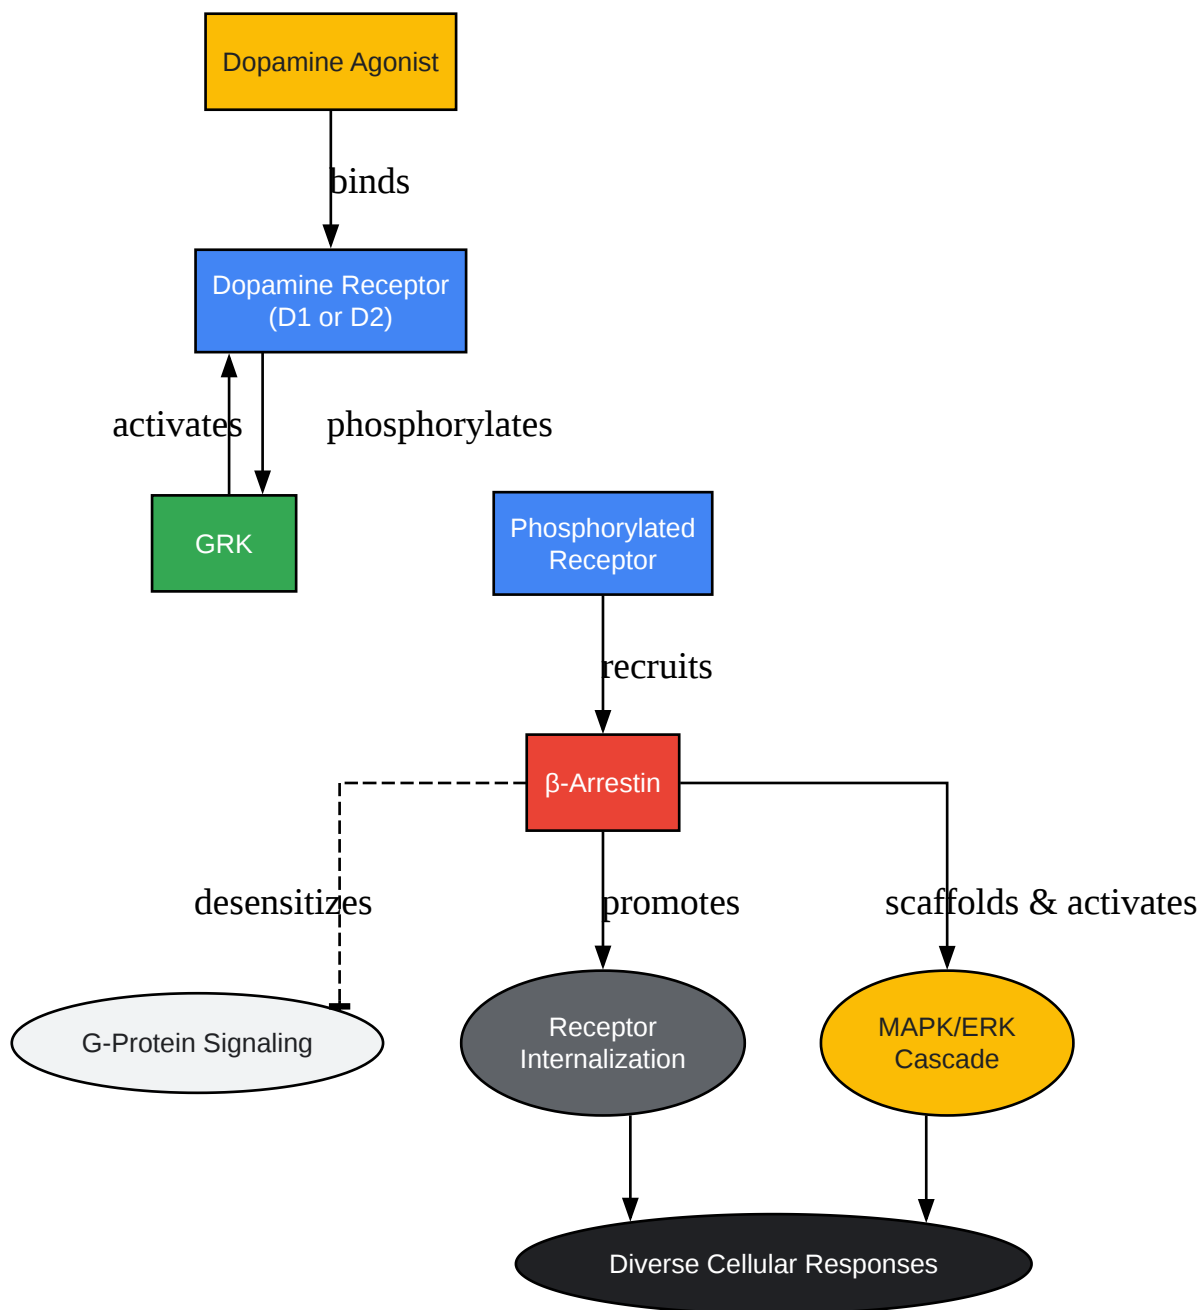 Dopamine Agonist
binds
Dopamine Receptor
(D1 or D2)
activates
phosphorylates
GRK
Phosphorylated
Receptor
recruits
β-Arrestin
desensitizes
promotes
scaffolds & activates
G-Protein Signaling
Receptor
Internalization
MAPK/ERK
Cascade
Diverse Cellular Responses